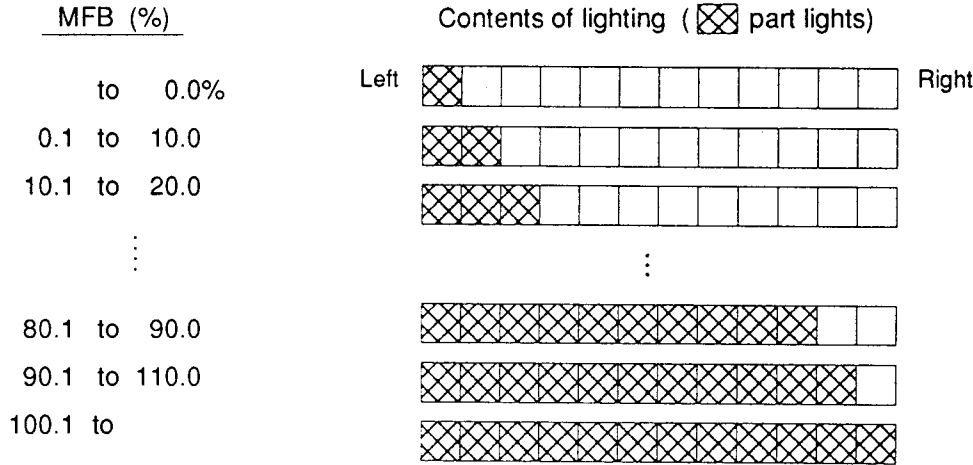 MFB (%) Contents of lighting ( part lights)
to 0.0% Left Right
0.1 to 10.0
10.1 to 20.0
80.1 to 90.0
90.1 to 110.0
100.1 to